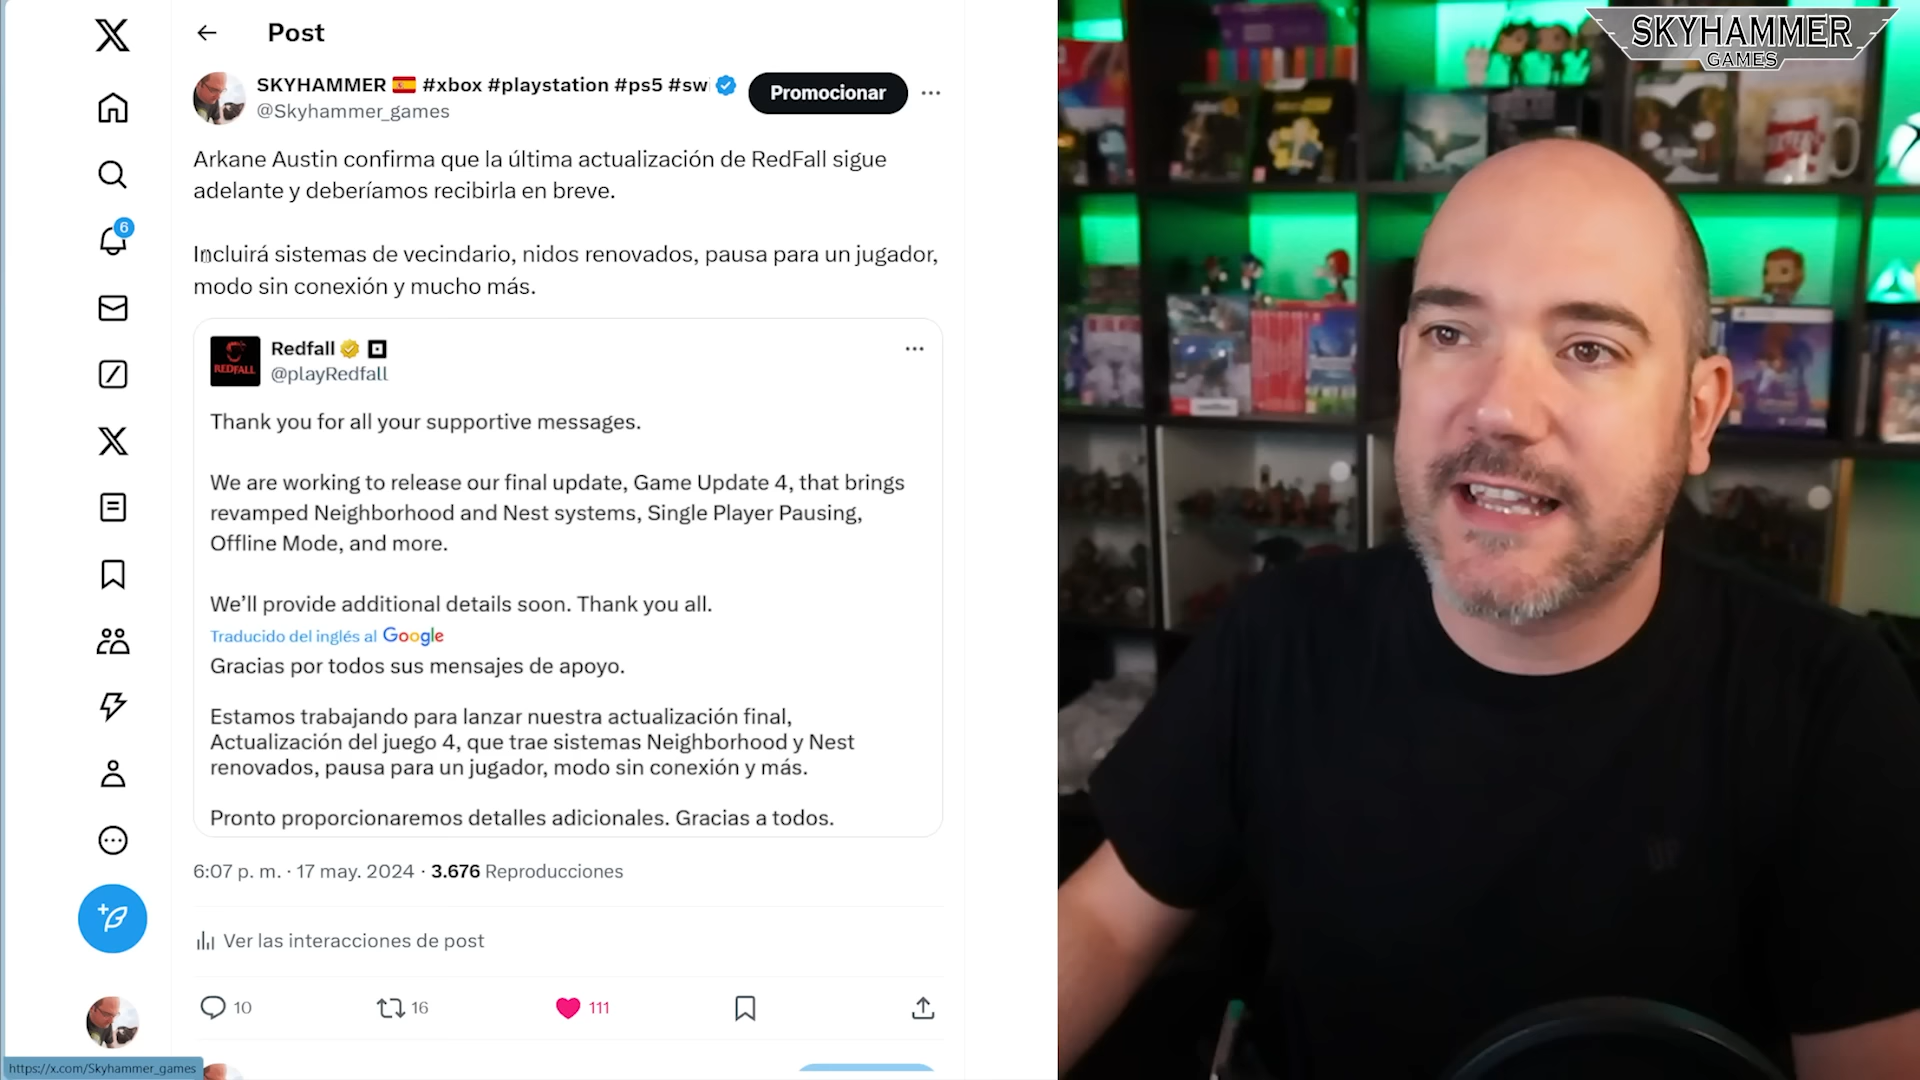 Post
SKYHAMMER 🇪🇸 #xbox #playstation #ps5 #sw
@Skyhammer_games
Promocionar
Arkane Austin confirma que la última actualización de RedFall sigue
adelante y deberíamos recibirla en breve.
Incluirá sistemas de vecindario, nidos renovados, pausa para un jugador,
modo sin conexión y mucho más.
REDFALL
Redfall
@playRedfall
Thank you for all your supportive messages.
We are working to release our final update, Game Update 4, that brings
revamped Neighborhood and Nest systems, Single Player Pausing,
Offline Mode, and more.
We’ll provide additional details soon. Thank you all.
Traducido del inglés al Google
Gracias por todos sus mensajes de apoyo.
Estamos trabajando para lanzar nuestra actualización final,
Actualización del juego 4, que trae sistemas Neighborhood y Nest
renovados, pausa para un jugador, modo sin conexión y más.
Pronto proporcionaremos detalles adicionales. Gracias a todos.
6:07 p. m. · 17 may. 2024 · 3.676 Reproducciones
Ver las interacciones de post
10
16
111
6
https://x.com/Skyhammer_games
SKYHAMMER
GAMES